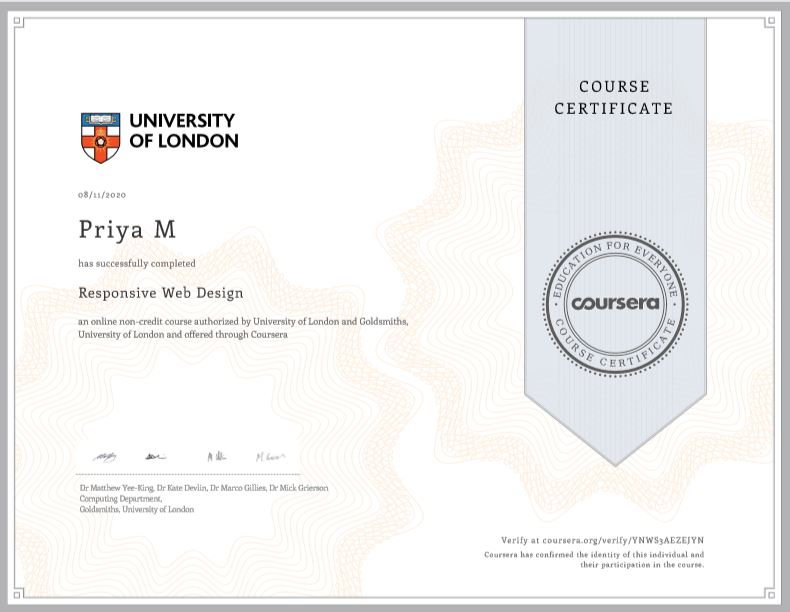 COURSE
CERTIFICATE
UNIVERSITY
OF LONDON
08/11/2020
Priya M
has successfully completed
Responsive Web Design
an online non-credit course authorized by University of London and Goldsmiths,
University of London and offered through Coursera
EDUCATION FOR EVERYONE
coursera
COURSE CERTIFICATE
Dr Matthew Yee-King, Dr Kate Devlin, Dr Marco Gillies, Dr Mick Grierson
Computing Department,
Goldsmiths, University of London
Verify at coursera.org/verify/YNWS3AEZEJYN
Coursera has confirmed the identity of this individual and
their participation in the course.